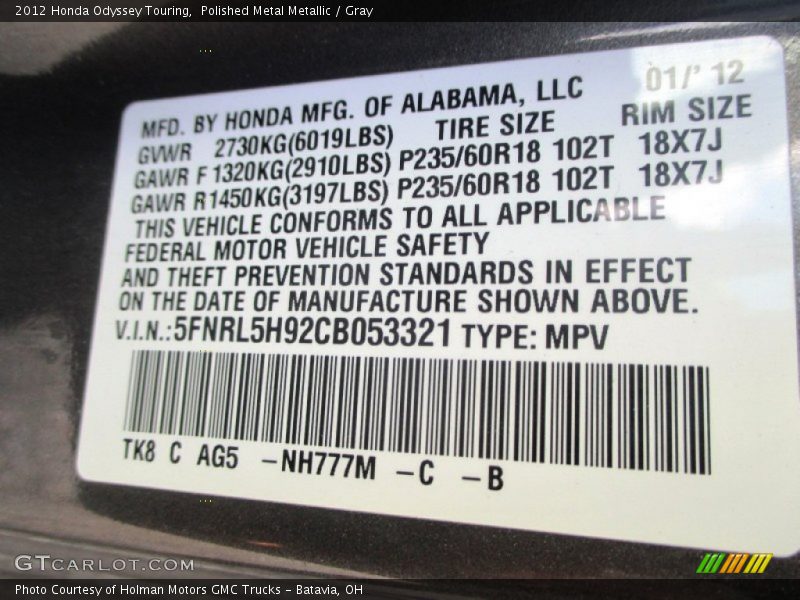 2012 Honda Odyssey Touring,  Polished Metal Metallic / Gray
01/' 12
MFD. BY HONDA MFG. OF ALABAMA, LLC
GVWR 2730KG(6019LBS) TIRE SIZE RIM SIZE
GAWR F 1320KG(2910LBS) P235/60R18 102T 18X7J
GAWR R1450KG(3197LBS) P235/60R18 102T 18X7J
THIS VEHICLE CONFORMS TO ALL APPLICABLE
FEDERAL MOTOR VEHICLE SAFETY
AND THEFT PREVENTION STANDARDS IN EFFECT
ON THE DATE OF MANUFACTURE SHOWN ABOVE.
V.I.N.:5FNRL5H92CB053321 TYPE: MPV
TK8 C AG5 -NH777M -C -B
GTCARLOT.COM
Photo Courtesy of Holman Motors GMC Trucks - Batavia, OH